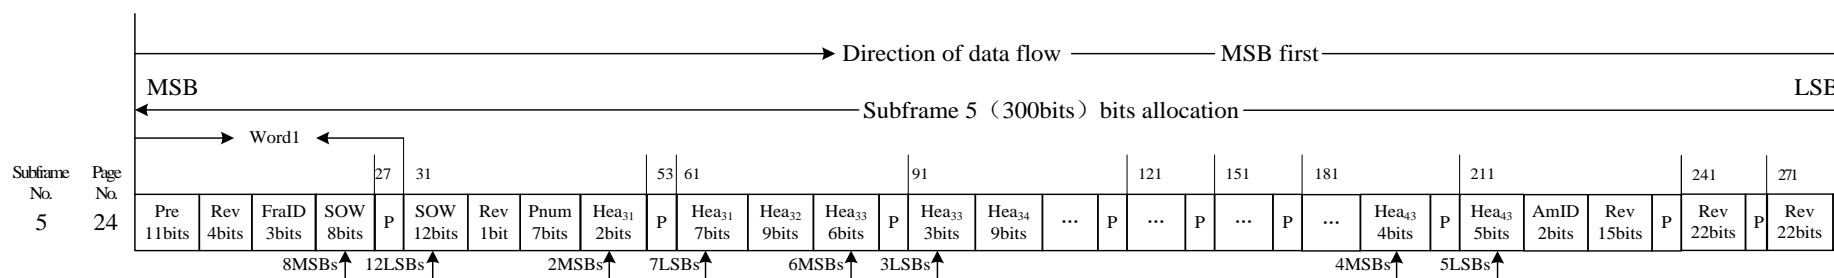 Direction of data flow MSB first
MSB LSB
Subframe 5（300bits）bits allocation
Word1
Subframe No. Page No. 27 31 53 61 91 121 151 181 211 241 271
5 24 Pre 11bits Rev 4bits FraID 3bits SOW 8bits P SOW 12bits Rev 1bit Pnum 7bits Hea31 2bits P Hea31 7bits Hea32 9bits Hea33 6bits P Hea33 3bits Hea34 9bits ... P ... P ... P ... Hea43 4bits P Hea43 5bits AmID 2bits Rev 15bits P Rev 22bits P Rev 22bits
8MSBs 12LSBs 2MSBs 7LSBs 6MSBs 3LSBs 4MSBs 5LSBs